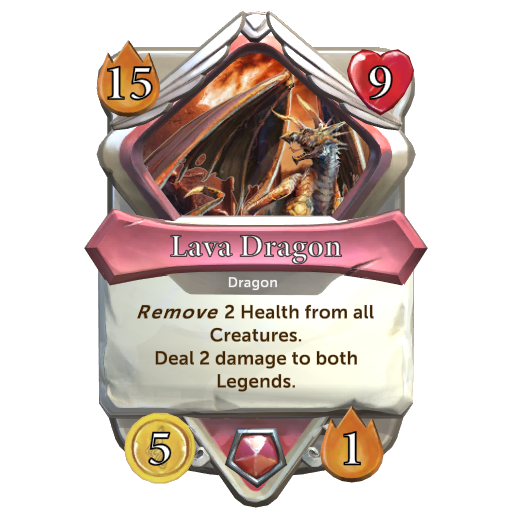 15
9
Lava Dragon
Dragon
Remove 2 Health from all
Creatures.
Deal 2 damage to both
Legends.
5
1